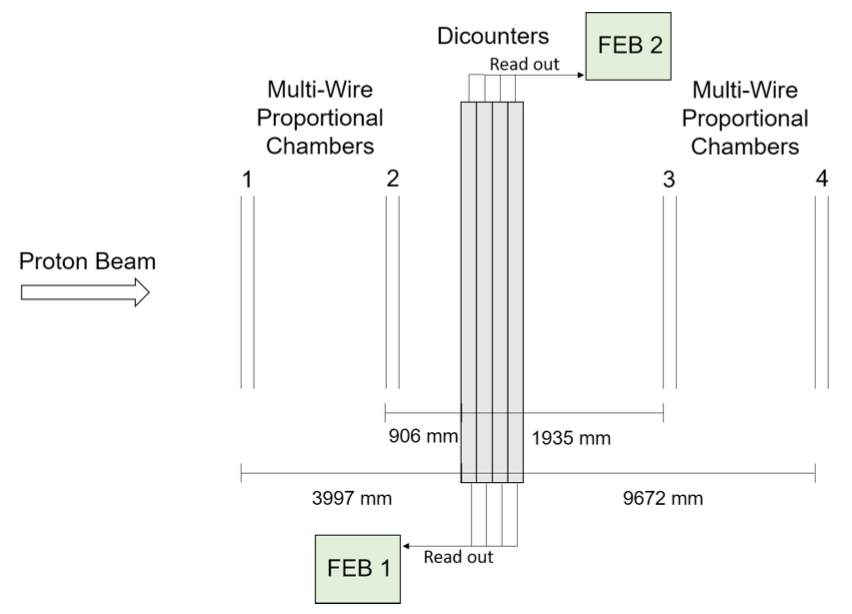 Dicounters
FEB 2
Read out
Multi-Wire
Proportional
Chambers
Multi-Wire
Proportional
Chambers
1
2
3
4
Proton Beam
906 mm
1935 mm
3997 mm
9672 mm
Read out
FEB 1